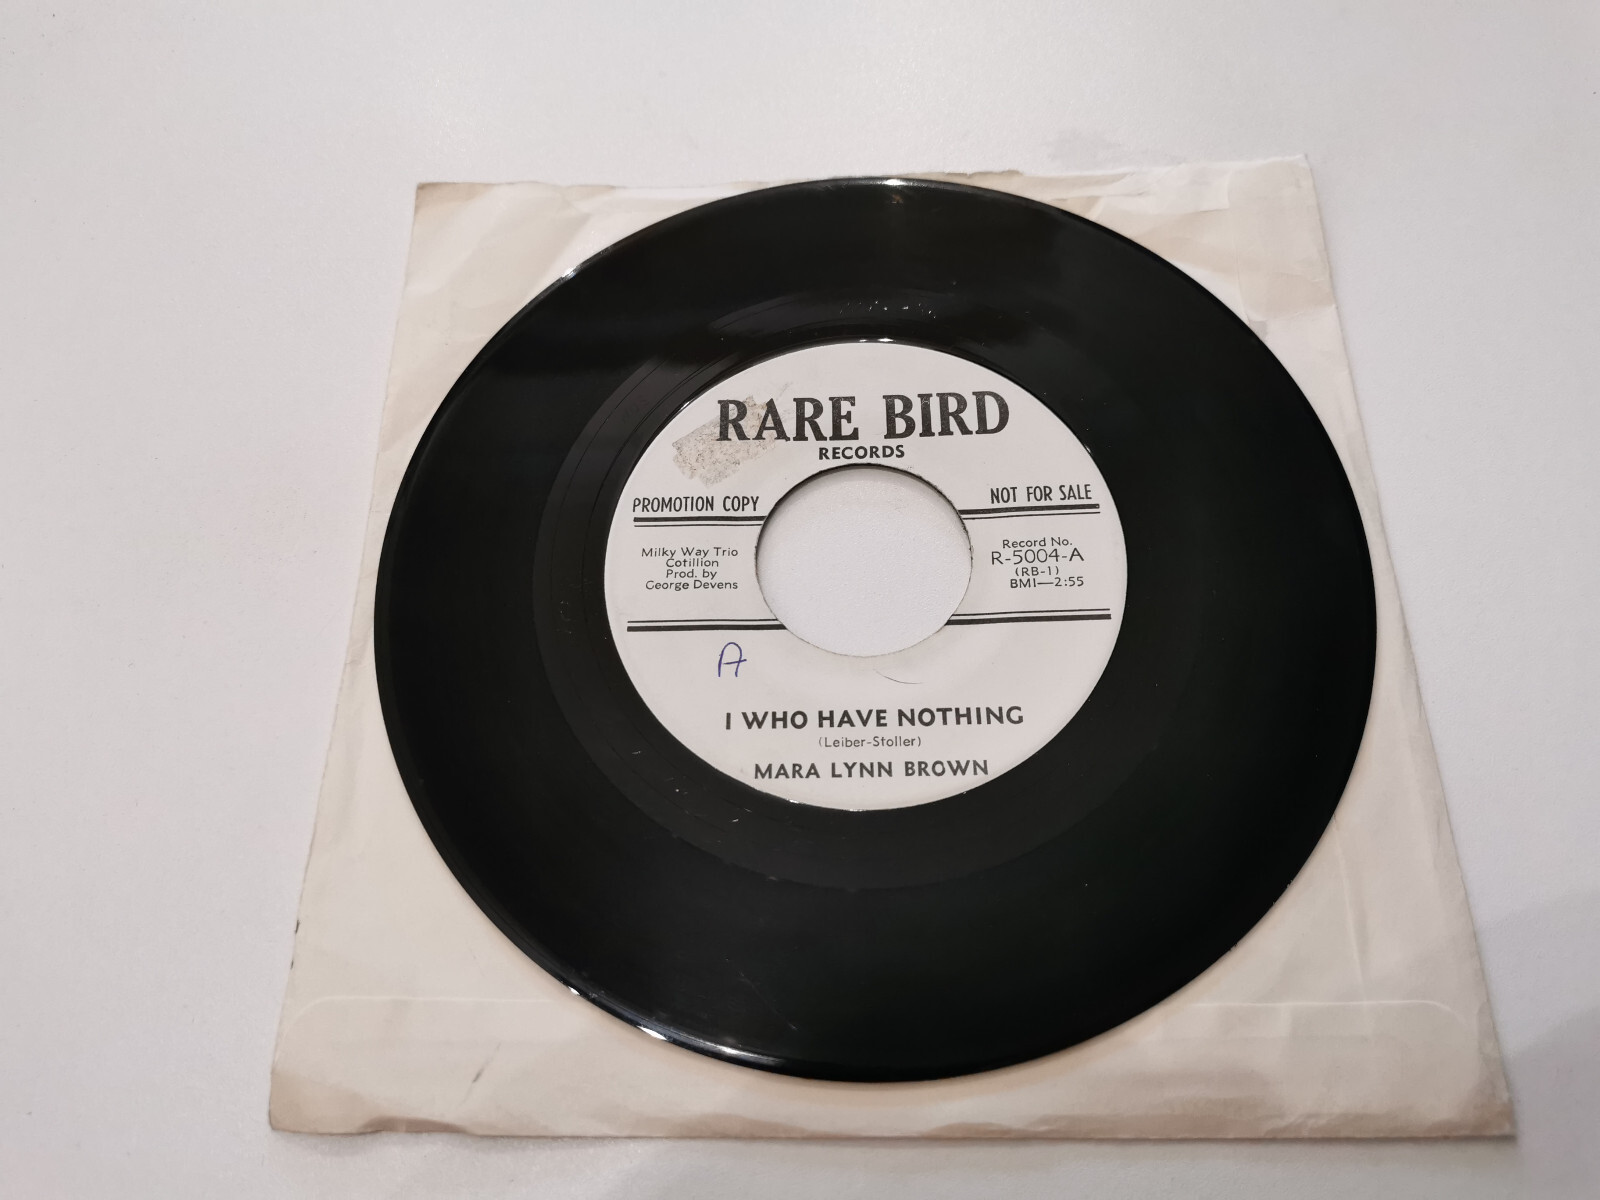 RARE BIRD
RECORDS
PROMOTION COPY
NOT FOR SALE
Milky Way Trio
Cotillion
Prod. by
George Devens
Record No.
R-5004-A
(RB-1)
BMI—2:55
A
I WHO HAVE NOTHING
(Leiber-Stoller)
MARA LYNN BROWN